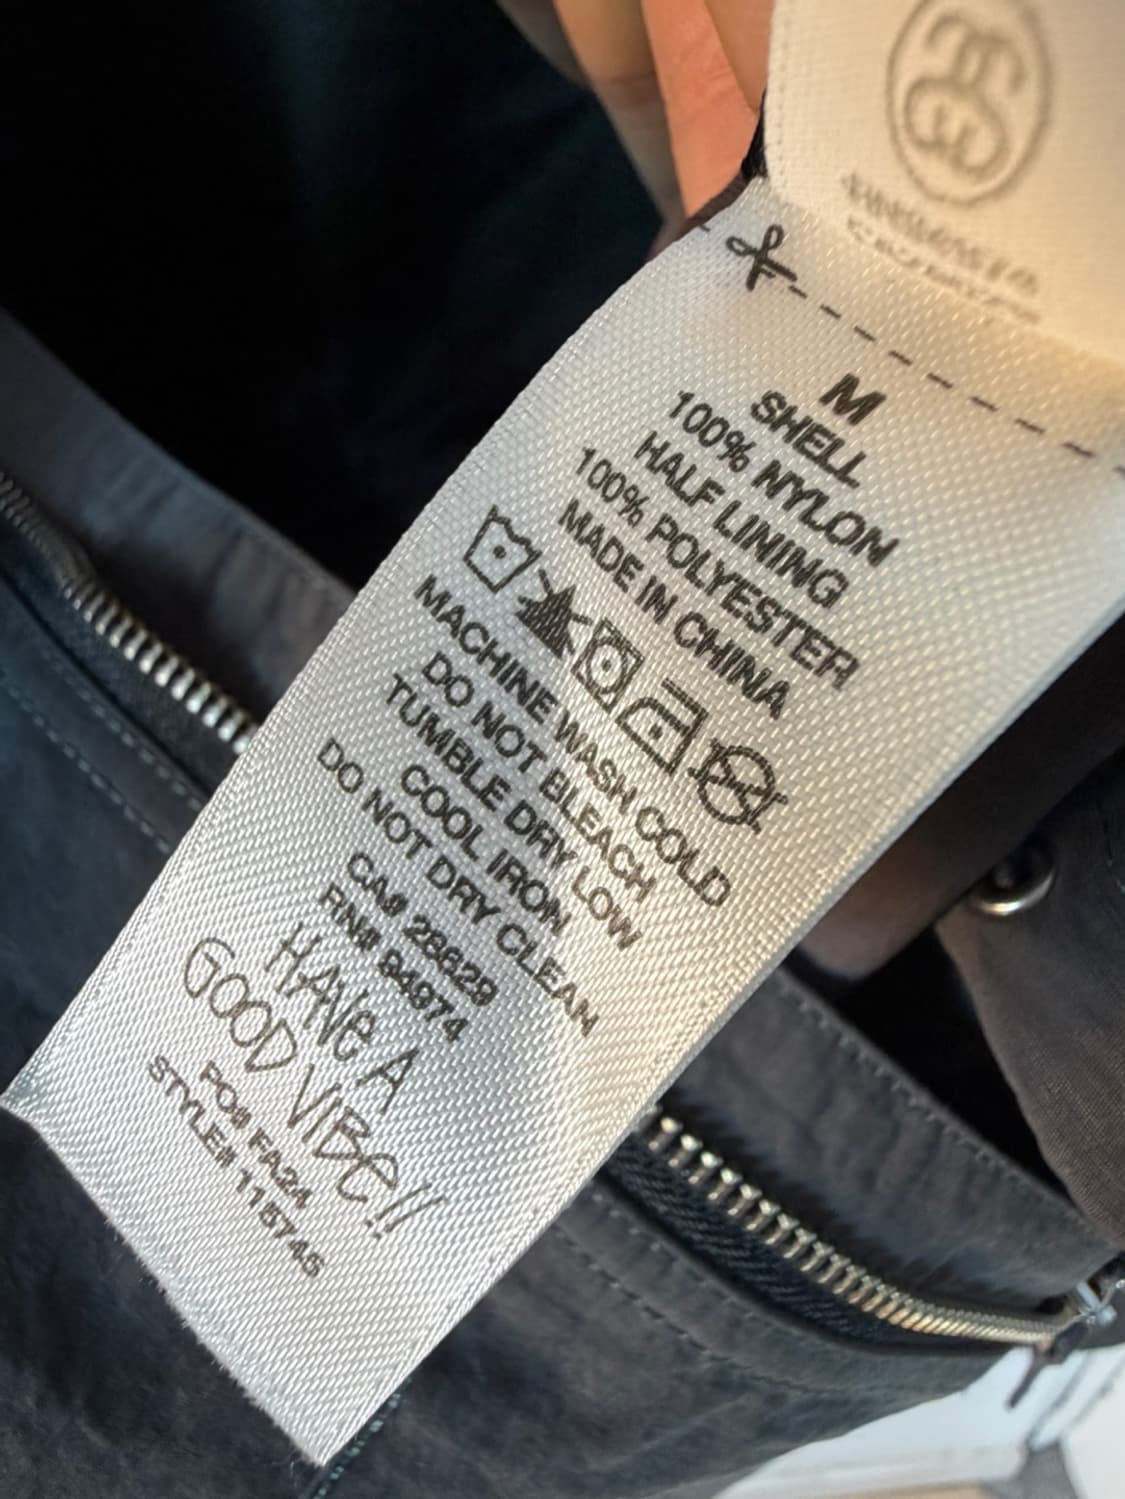 M
SHELL
100% NYLON
HALF LINING
100% POLYESTER
MADE IN CHINA
MACHINE WASH COLD
DO NOT BLEACH
TUMBLE DRY LOW
COOL IRON
DO NOT DRY CLEAN
CA# 28629
RN# 94974
HAVE A
GOOD VIBE!!
PO# FA24
STYLE# 115745